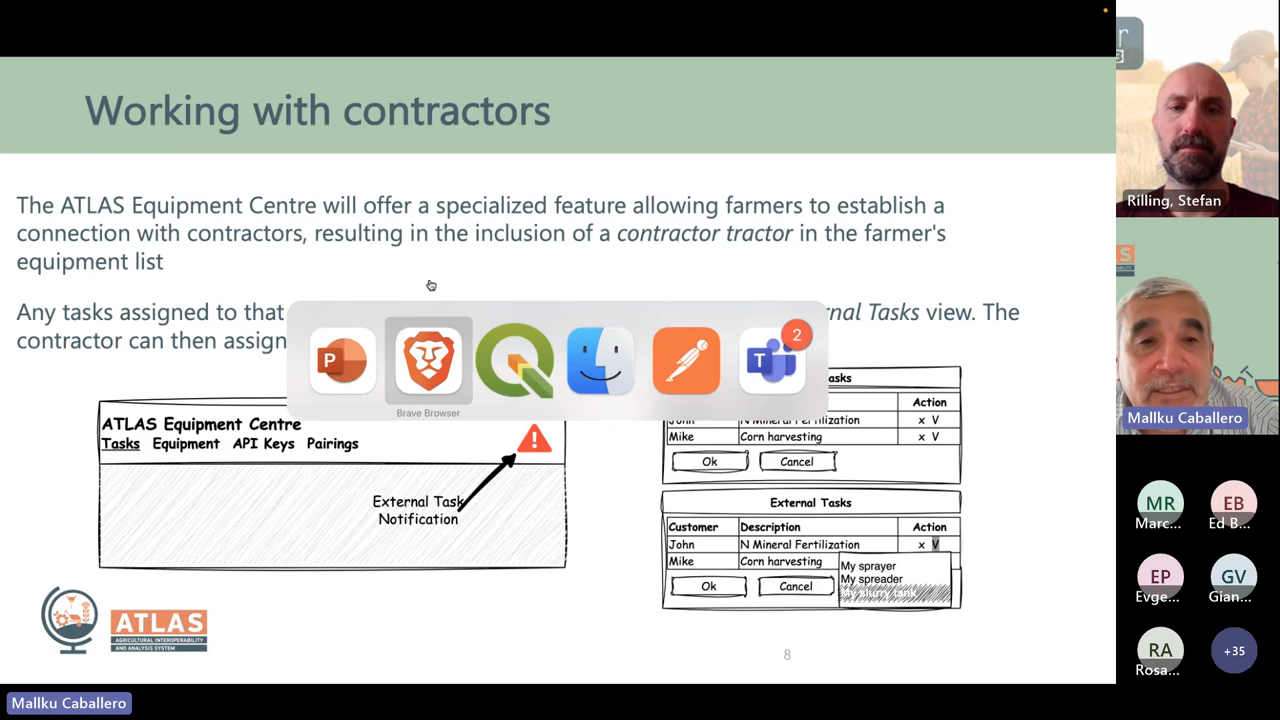 Working with contractors
The ATLAS Equipment Centre will offer a specialized feature allowing farmers to establish a
connection with contractors, resulting in the inclusion of a contractor tractor in the farmer's
equipment list
Any tasks assigned to that
Tasks view. The
contractor can then assign
P
T
2
Brave Browser
ATLAS Equipment Centre
Tasks Equipment API Keys Pairings
External Task
Notification
Action
N Mineral Fertilization x V
Mike Corn harvesting x V
Ok Cancel
External Tasks
Customer Description Action
John N Mineral Fertilization x V
Mike Corn harvesting
My sprayer
My spreader
My slurry tank
Ok Cancel
ATLAS
AGRICULTURAL INTEROPERABILITY
AND ANALYSIS SYSTEM
8
Rilling, Stefan
Mallku Caballero
MR
Marc...
EB
Ed B...
EP
Evge...
GV
Gian...
RA
Rosa...
+35
Mallku Caballero